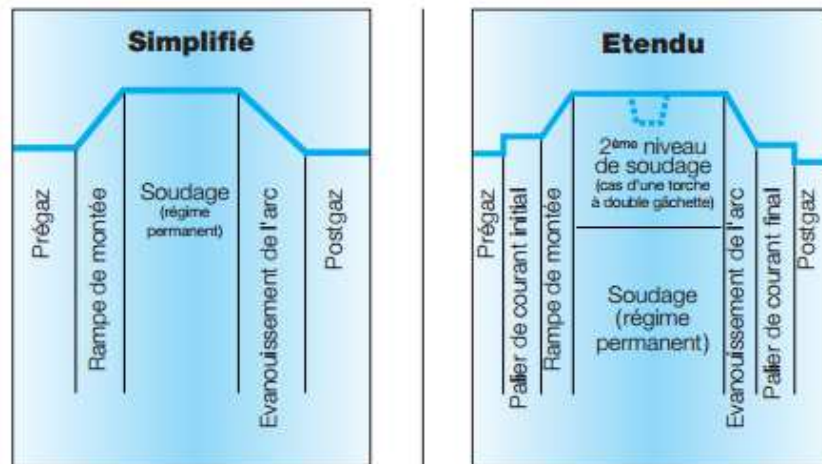 Simplifié
Prégaz
Rampe de montée
Soudage
(régime
permanent)
Evanouissement de l'arc
Postgaz
Etendu
Prégaz
Palier de courant initial
Rampe de montée
2ème niveau
de soudage
(cas d'une torche
à double gâchette)
Soudage
(régime
permanent)
Evanouissement de l'arc
Palier de courant final
Postgaz